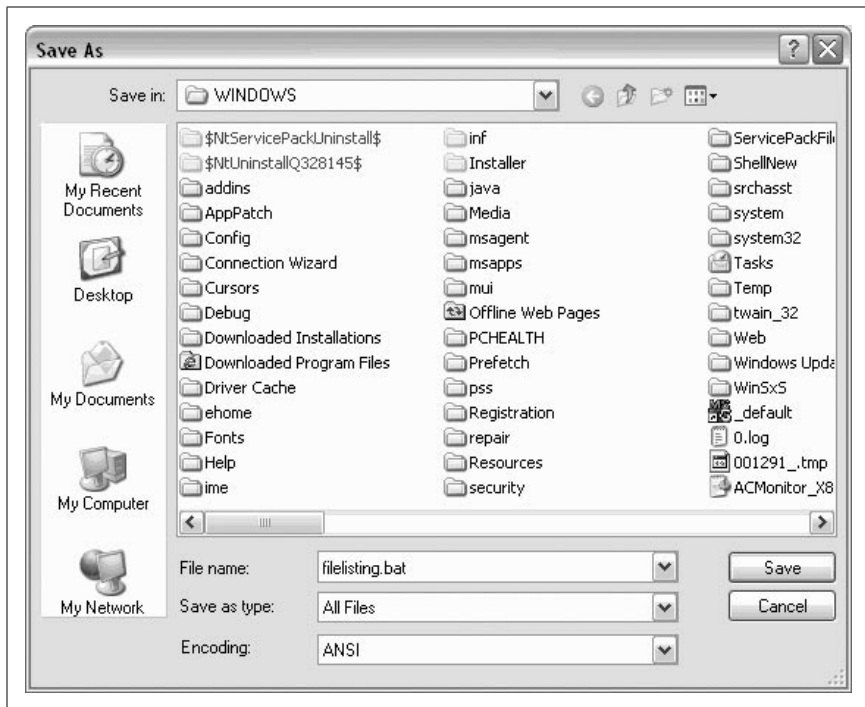 Save As
Save in:
WINDOWS
My Recent
Documents
Desktop
My Documents
My Computer
My Network
$NtServicePackUninstall$
$NtUninstallQ328145$
addins
AppPatch
Config
Connection Wizard
Cursors
Debug
Downloaded Installations
Downloaded Program Files
Driver Cache
ehome
Fonts
Help
ime
inf
Installer
java
Media
msagent
msapps
mui
Offline Web Pages
PCHEALTH
Prefetch
pss
Registration
repair
Resources
security
ServicePackFil
ShellNew
srchasst
system
system32
Tasks
Temp
twain_32
Web
Windows Upda
WinSxS
_default
0.log
001291_.tmp
ACMonitor_X8
File name:
filelisting.bat
Save
Save as type:
All Files
Cancel
Encoding:
ANSI